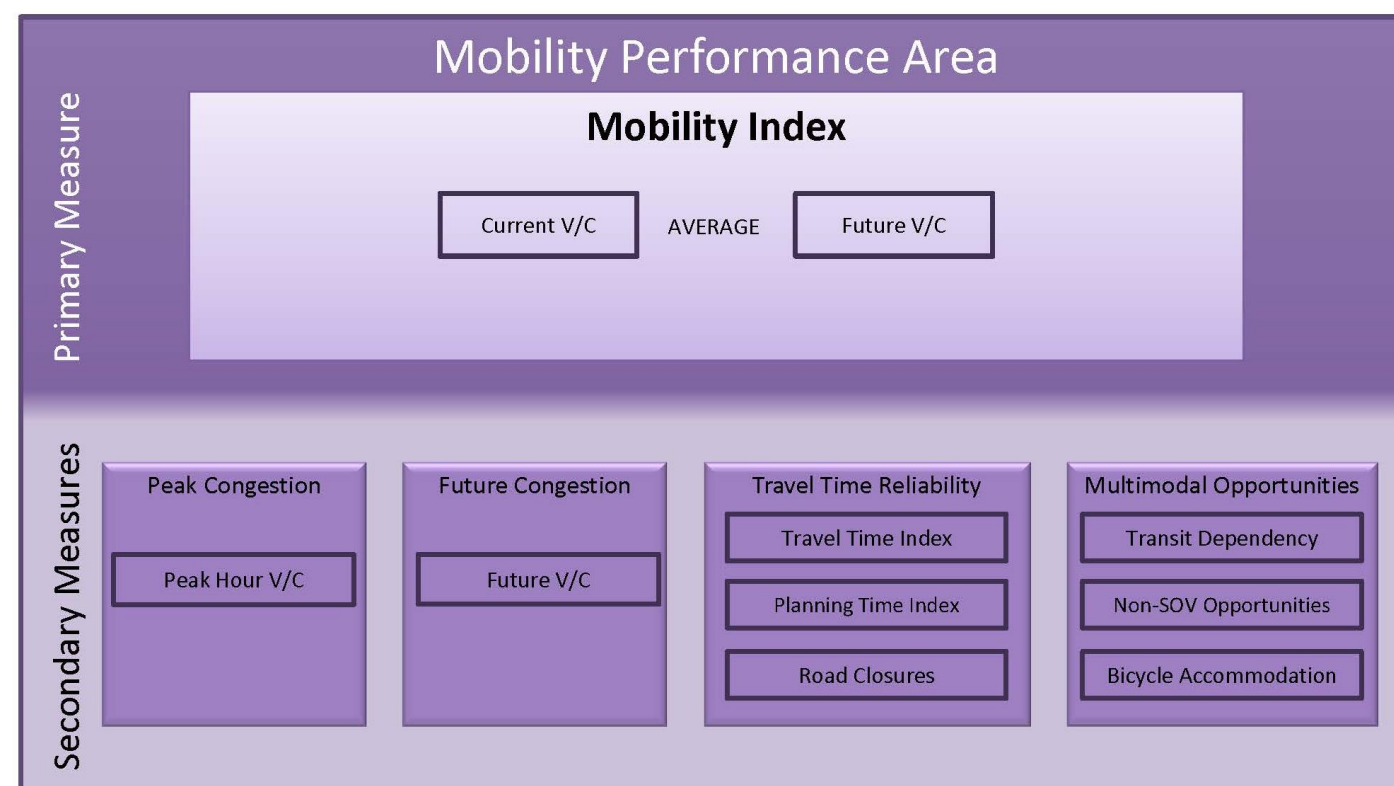 Mobility Performance Area
Primary Measure
Mobility Index
Current V/C
AVERAGE
Future V/C
Secondary Measures
Peak Congestion
Peak Hour V/C
Future Congestion
Future V/C
Travel Time Reliability
Travel Time Index
Planning Time Index
Road Closures
Multimodal Opportunities
Transit Dependency
Non-SOV Opportunities
Bicycle Accommodation